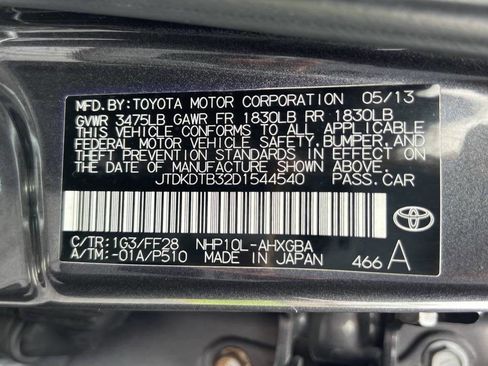 MFD.BY:TOYOTA MOTOR CORPORATION 05/13
GVWR 3475LB GAWR FR 1830LB RR 1830LB
THIS VEHICLE CONFORMS TO ALL APPLICABLE
FEDERAL MOTOR VEHICLE SAFETY, BUMPER, AND
THEFT PREVENTION STANDARDS IN EFFECT ON
THE DATE OF MANUFACTURE SHOWN ABOVE.
JTDKDTB32D1544540 PASS.CAR
C/TR:1G3/FF28 NHP10L-AHXGBA
A/TM:-01A/P510 MADE IN JAPAN 466 A